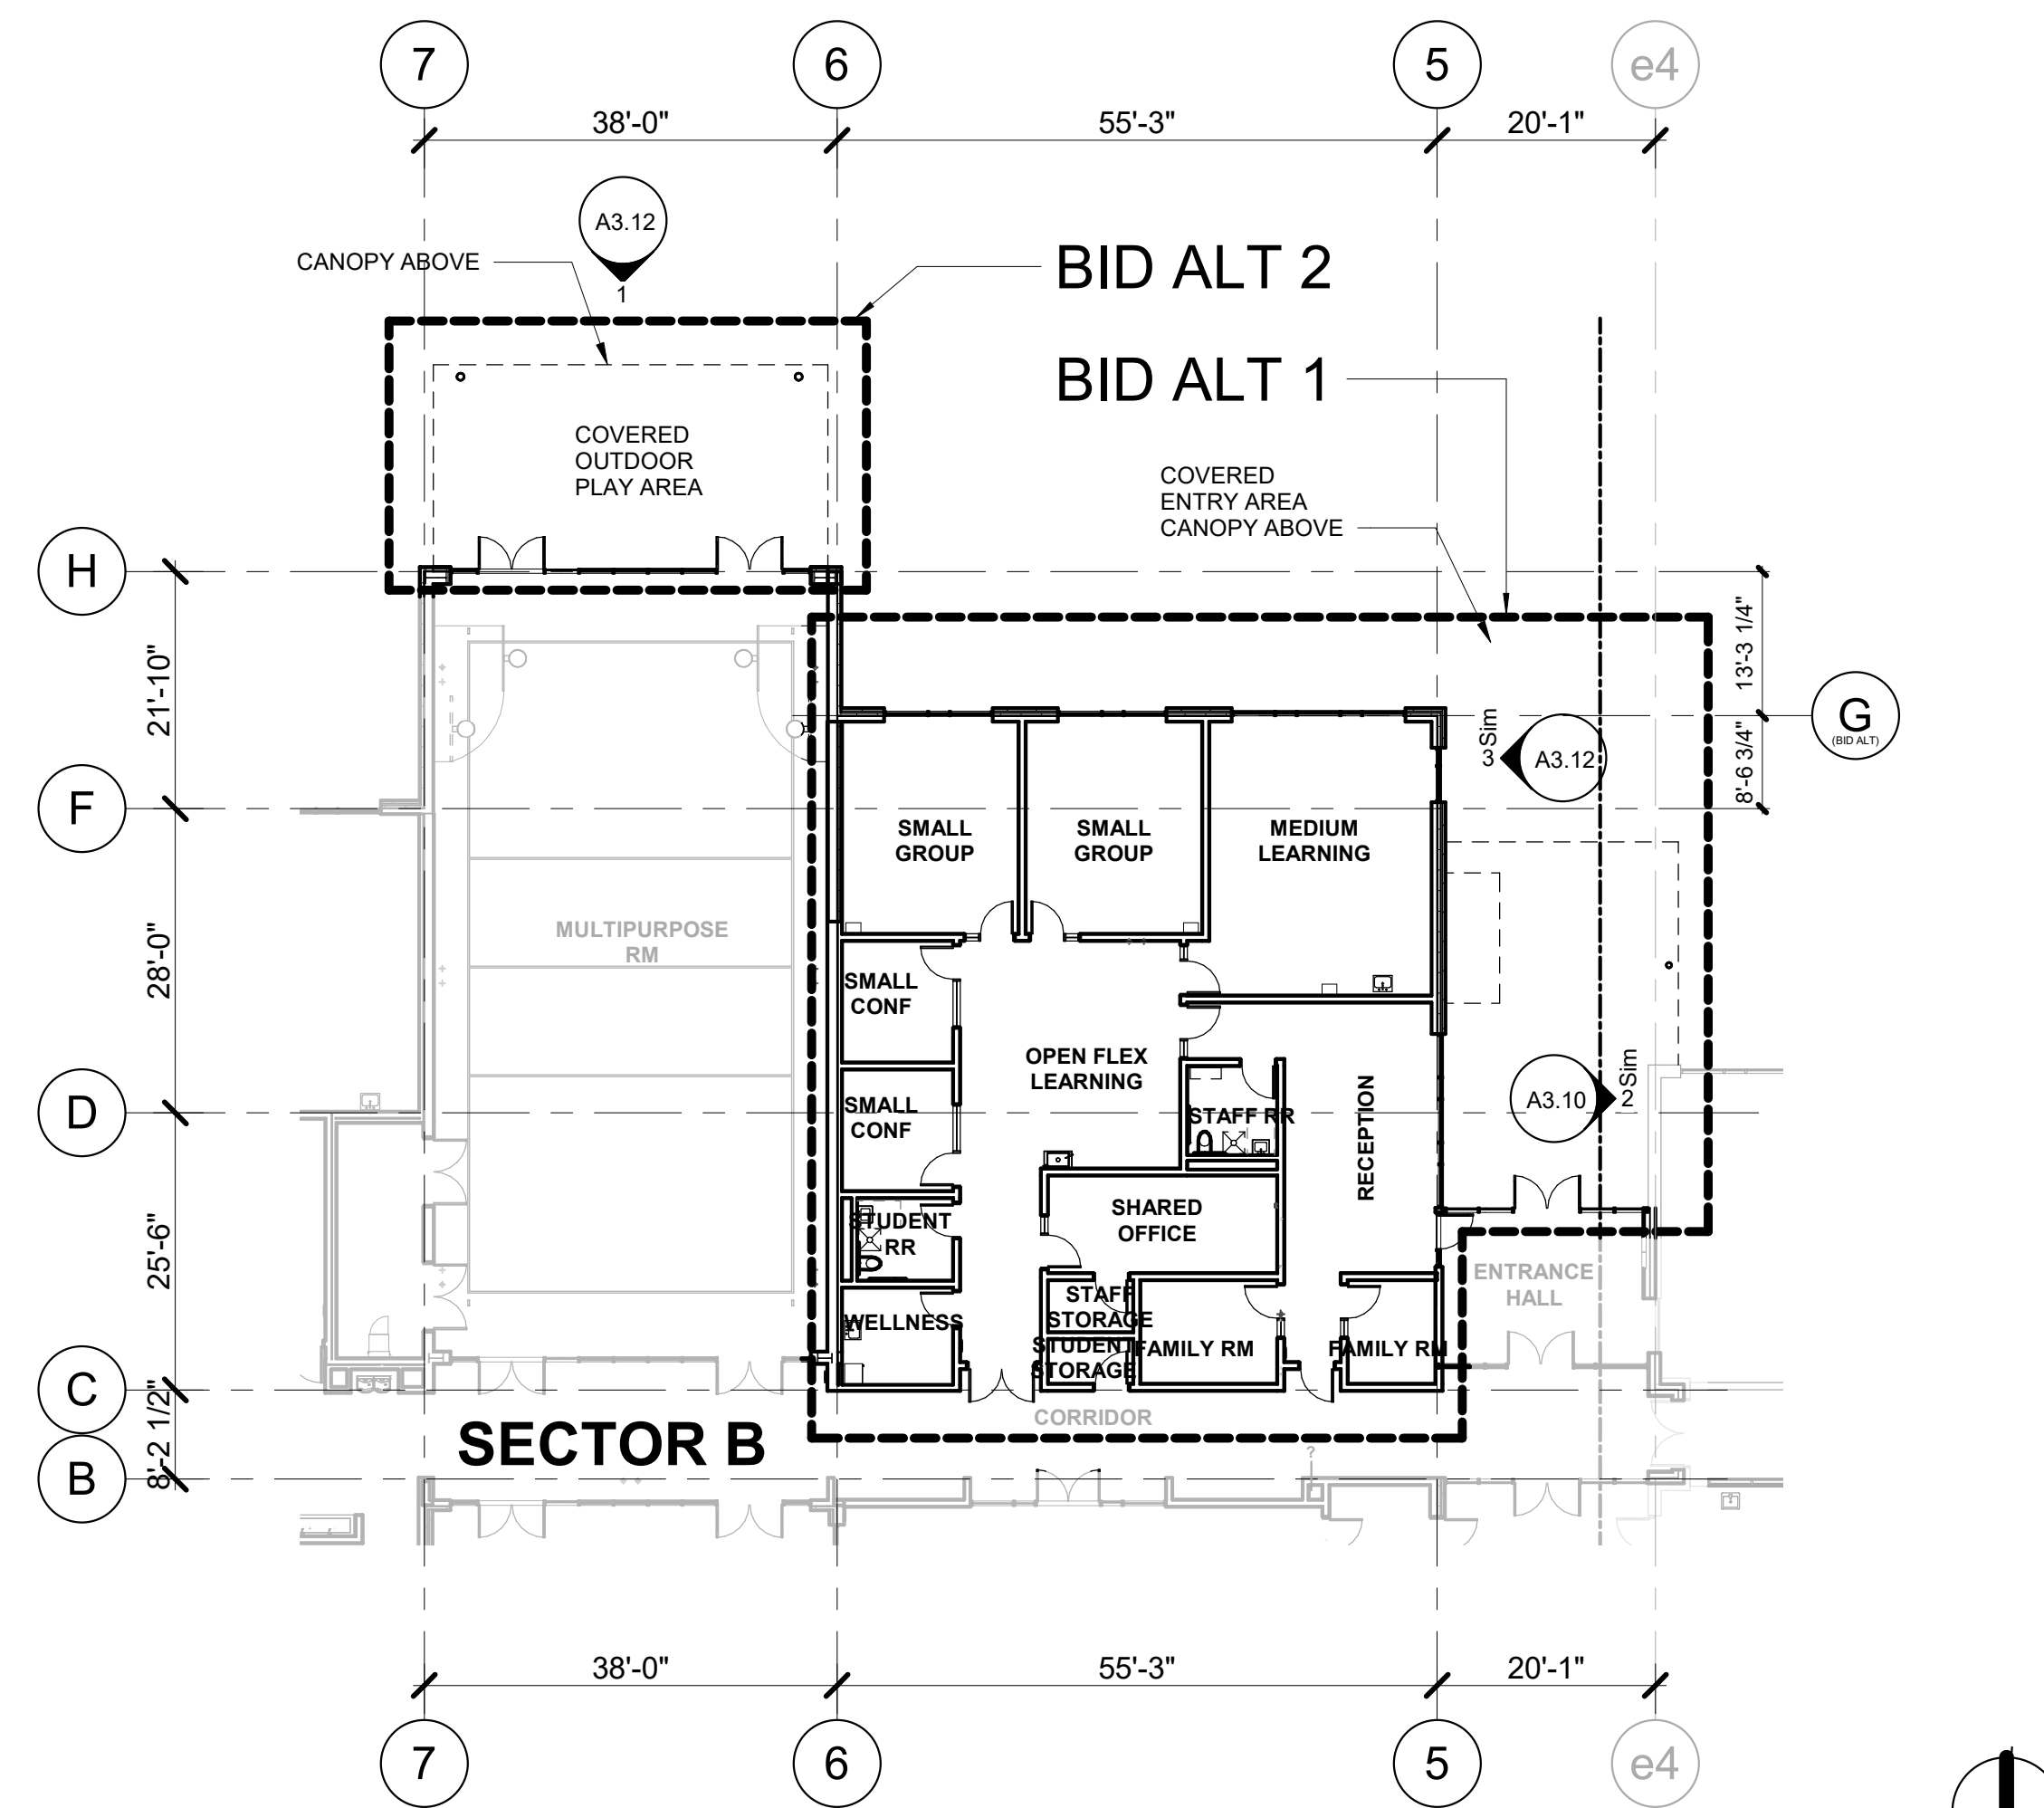 7
6
5
e4
38'-0"
55'-3"
20'-1"
A3.12
1
CANOPY ABOVE
BID ALT 2
BID ALT 1
COVERED
OUTDOOR
PLAY AREA
COVERED
ENTRY AREA
CANOPY ABOVE
H
21'-10"
13'-3 1/4"
G
(BID ALT)
8'-6 3/4"
3
Sim
A3.12
F
SMALL
GROUP
SMALL
GROUP
MEDIUM
LEARNING
MULTIPURPOSE
RM
28'-0"
SMALL
CONF
OPEN FLEX
LEARNING
SMALL
CONF
STAFF RR
RECEPTION
A3.10
2
Sim
D
25'-6"
STUDENT
RR
SHARED
OFFICE
ENTRANCE
HALL
STAFF
STORAGE
WELLNESS
STUDENT
STORAGE
FAMILY RM
FAMILY RM
C
8'-2 1/2"
CORRIDOR
SECTOR B
?
B
38'-0"
55'-3"
20'-1"
7
6
5
e4